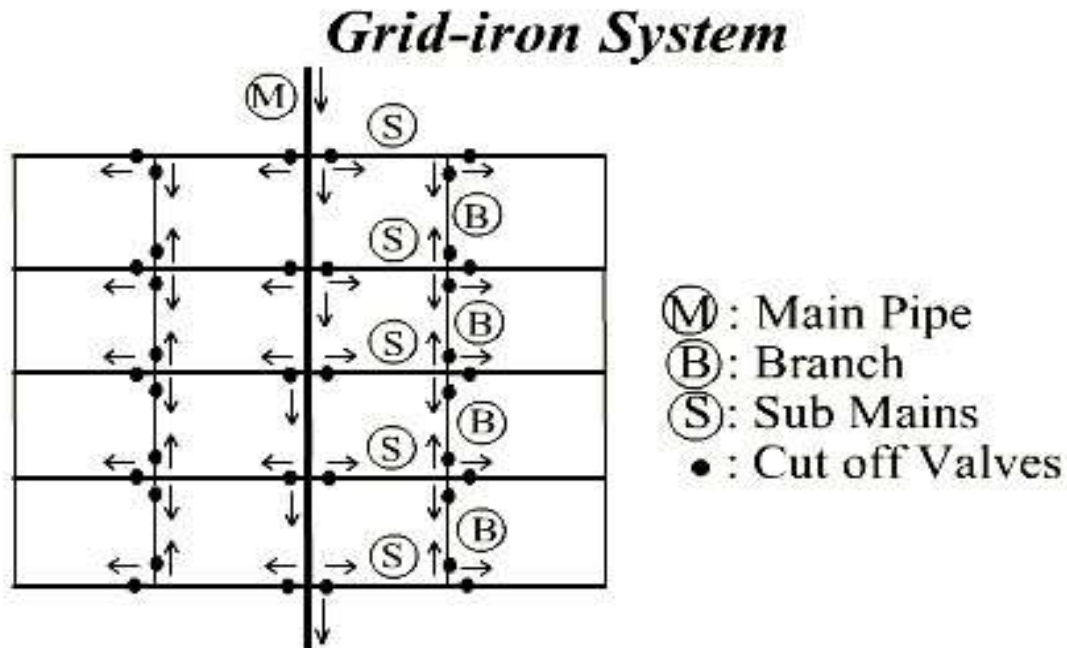 Grid-iron System
M
S
B
S
B
S
B
S
B
S
M : Main Pipe
B : Branch
S : Sub Mains
• : Cut off Valves